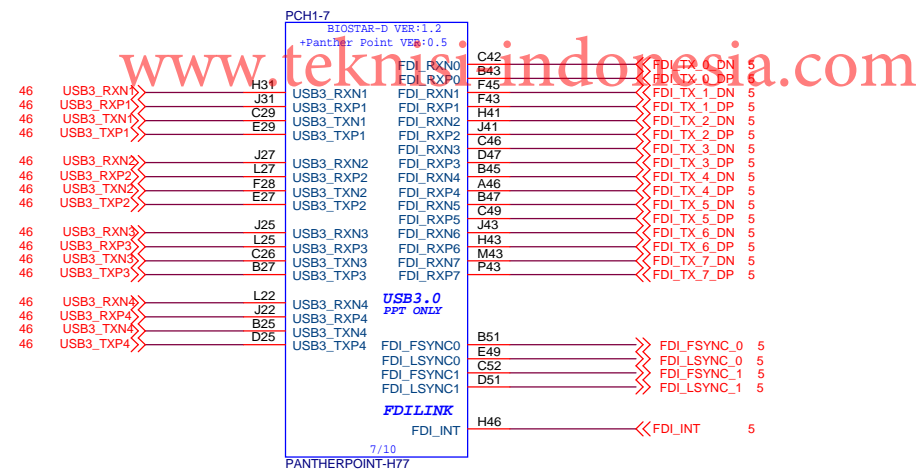 PCH1-7
BIOSTAR-D VER:1.2
+Panther Point VER:0.5
www.teknisi-indonesia.com
46 USB3_RXN1 H31 USB3_RXN1
46 USB3_RXP1 J31 USB3_RXP1
46 USB3_TXN1 C29 USB3_TXN1
46 USB3_TXP1 E29 USB3_TXP1
46 USB3_RXN2 J27 USB3_RXN2
46 USB3_RXP2 L27 USB3_RXP2
46 USB3_TXN2 F28 USB3_TXN2
46 USB3_TXP2 E27 USB3_TXP2
46 USB3_RXN3 J25 USB3_RXN3
46 USB3_RXP3 L25 USB3_RXP3
46 USB3_TXN3 C26 USB3_TXN3
46 USB3_TXP3 B27 USB3_TXP3
46 USB3_RXN4 L22 USB3_RXN4
46 USB3_RXP4 J22 USB3_RXP4
46 USB3_TXN4 B25 USB3_TXN4
46 USB3_TXP4 D25 USB3_TXP4
FDI_RXN0 C42 FDI_TX_0_DN 5
FDI_RXP0 B43 FDI_TX_0_DP 5
FDI_RXN1 F45 FDI_TX_1_DN 5
FDI_RXP1 F43 FDI_TX_1_DP 5
FDI_RXN2 H41 FDI_TX_2_DN 5
FDI_RXP2 J41 FDI_TX_2_DP 5
FDI_RXN3 C46 FDI_TX_3_DN 5
FDI_RXP3 D47 FDI_TX_3_DP 5
FDI_RXN4 B45 FDI_TX_4_DN 5
FDI_RXP4 A46 FDI_TX_4_DP 5
FDI_RXN5 B47 FDI_TX_5_DN 5
FDI_RXP5 C49 FDI_TX_5_DP 5
FDI_RXN6 J43 FDI_TX_6_DN 5
FDI_RXP6 H43 FDI_TX_6_DP 5
FDI_RXN7 M43 FDI_TX_7_DN 5
FDI_RXP7 P43 FDI_TX_7_DP 5
USB3.0
PPT ONLY
FDI_FSYNC0 B51 FDI_FSYNC_0 5
FDI_LSYNC0 E49 FDI_LSYNC_0 5
FDI_FSYNC1 C52 FDI_FSYNC_1 5
FDI_LSYNC1 D51 FDI_LSYNC_1 5
FDILINK
FDI_INT H46 FDI_INT 5
7/10
PANTHERPOINT-H77